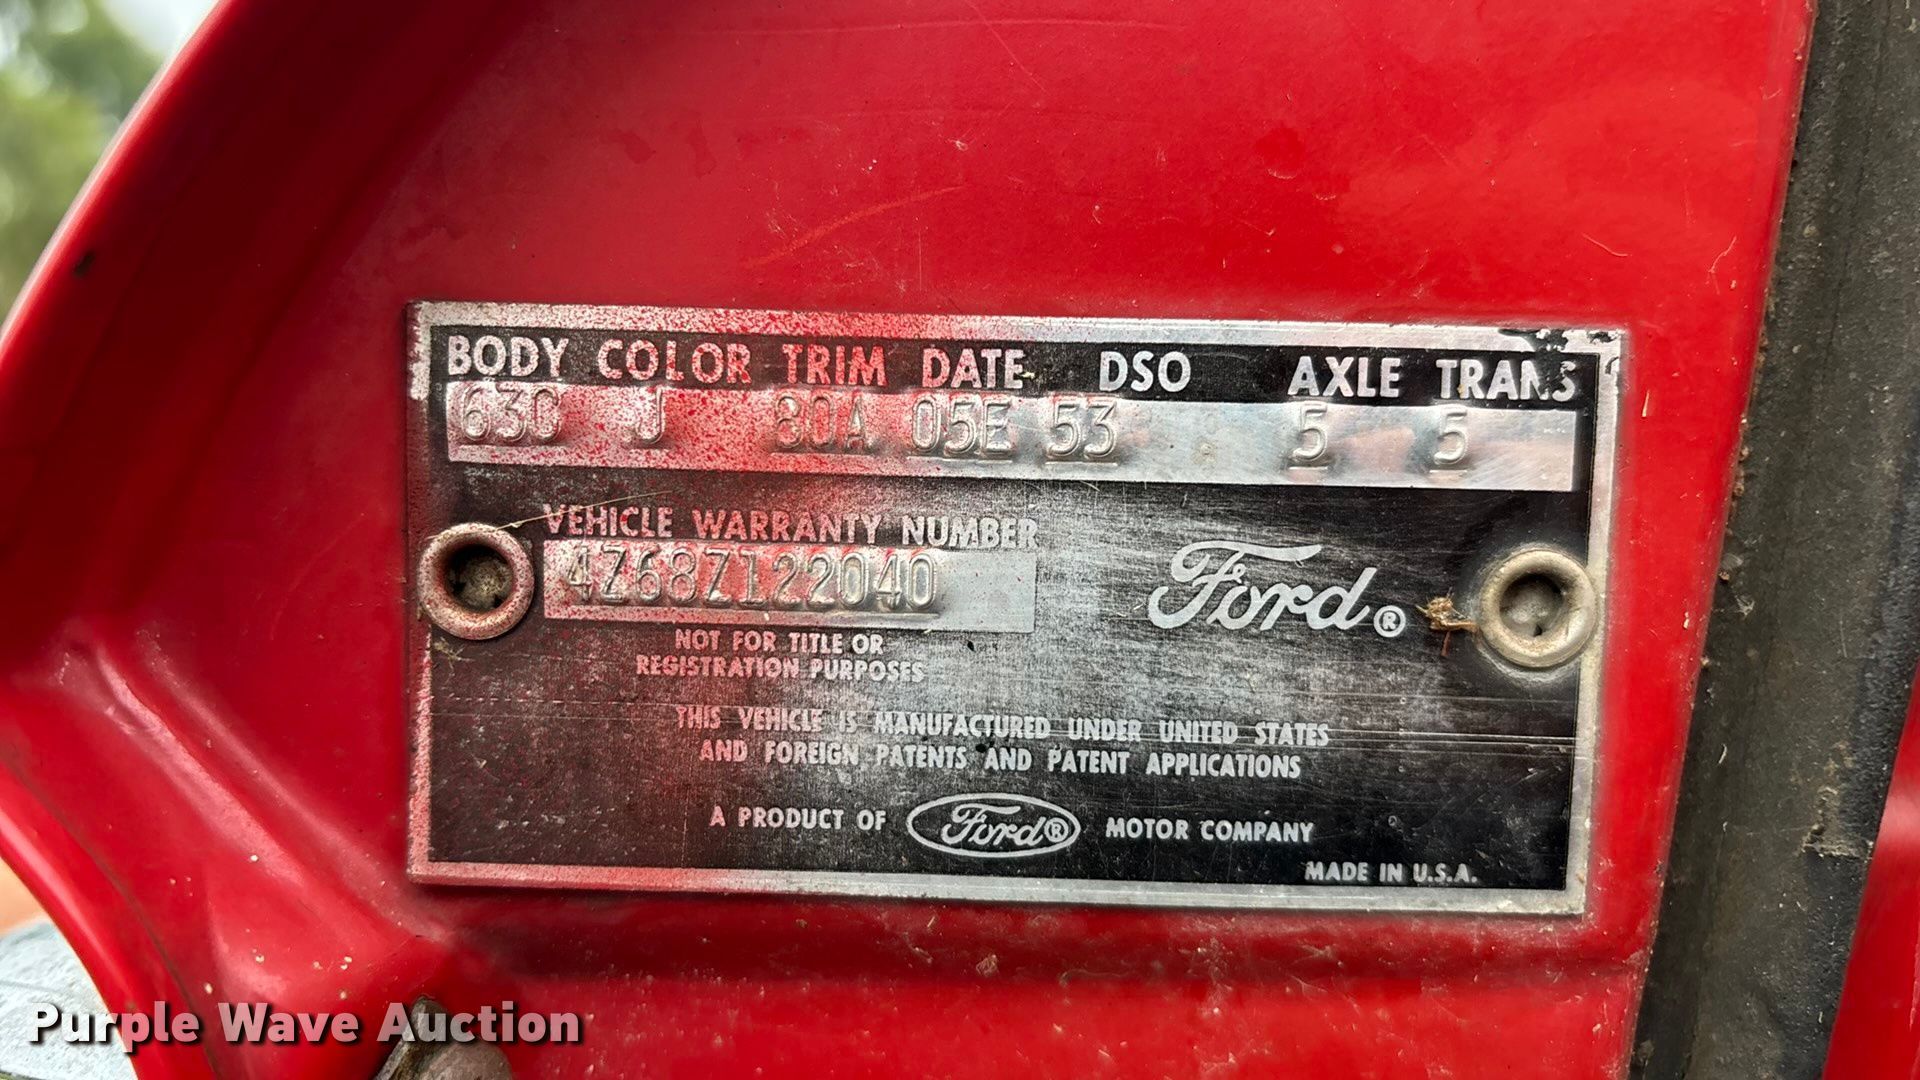 BODY COLOR TRIM DATE DSO AXLE TRANS
63C J 80A 05E 53 5 5
VEHICLE WARRANTY NUMBER
4Z68Z122040
Ford®
NOT FOR TITLE OR
REGISTRATION PURPOSES
THIS VEHICLE IS MANUFACTURED UNDER UNITED STATES
AND FOREIGN PATENTS AND PATENT APPLICATIONS
A PRODUCT OF Ford® MOTOR COMPANY
MADE IN U.S.A.
Purple Wave Auction